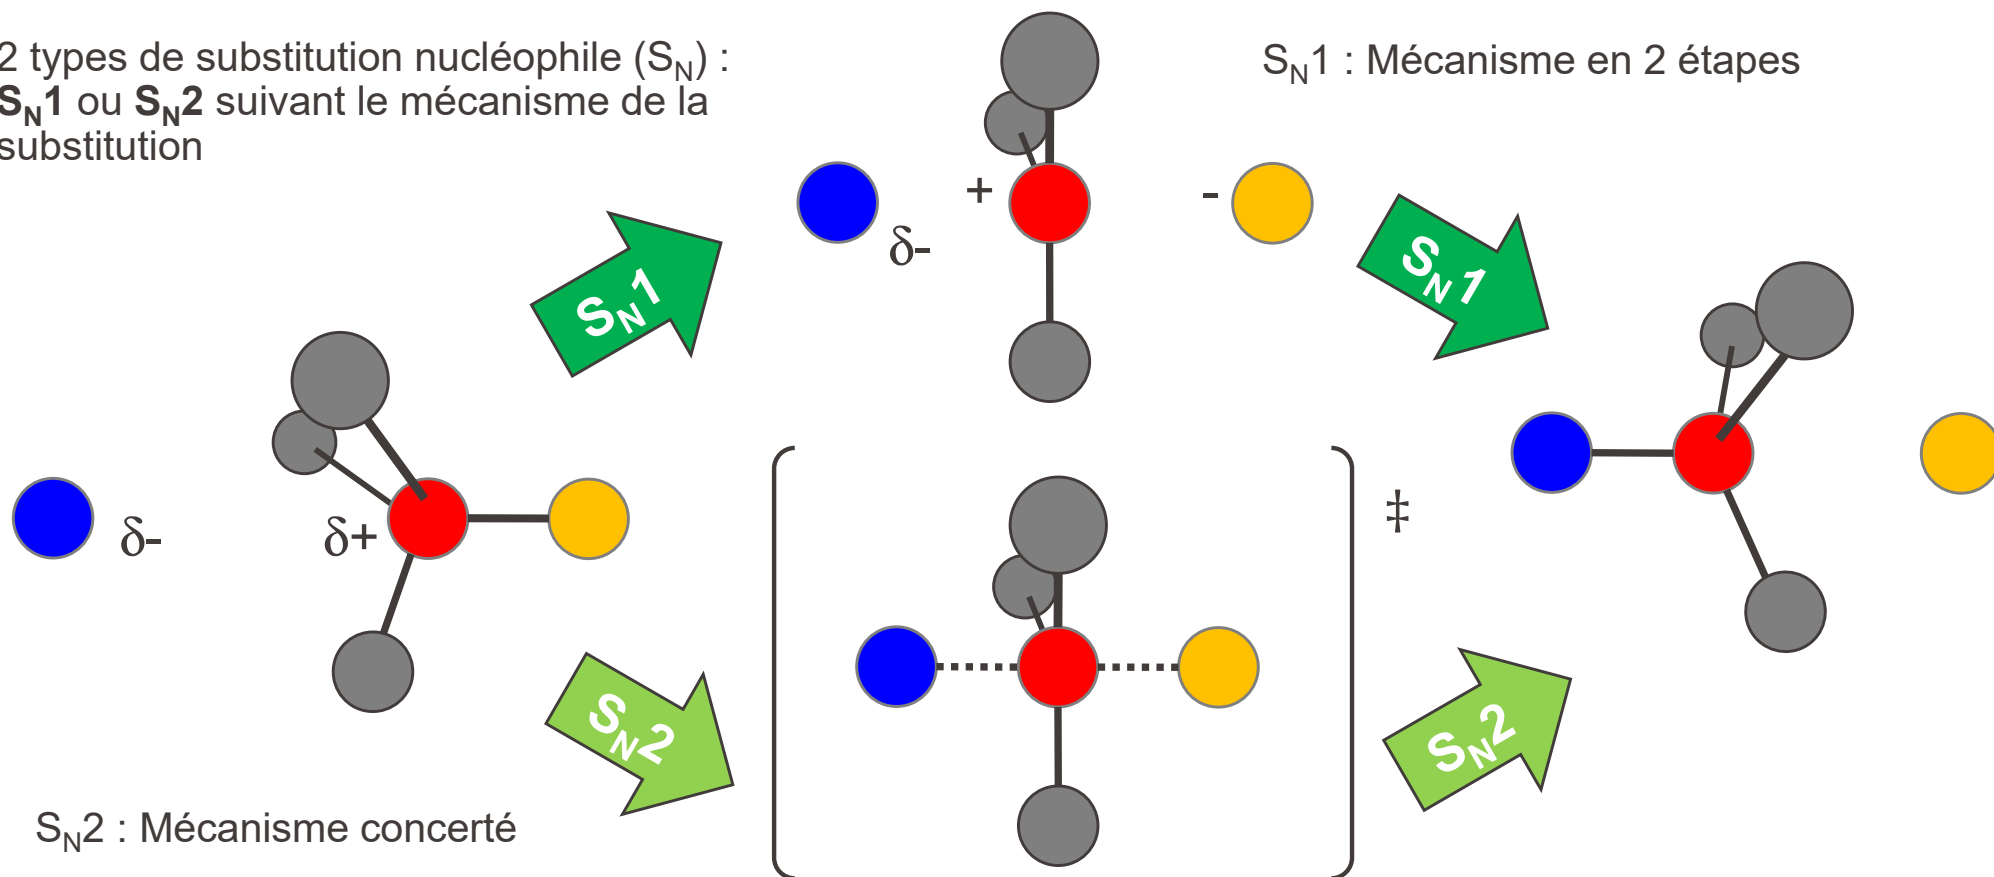 2 types de substitution nucléophile (SN) :
SN1 ou SN2 suivant le mécanisme de la
substitution
SN1 : Mécanisme en 2 étapes
+
-
δ-
SN1
SN1
δ-
δ+
‡
SN2
SN2
SN2 : Mécanisme concerté